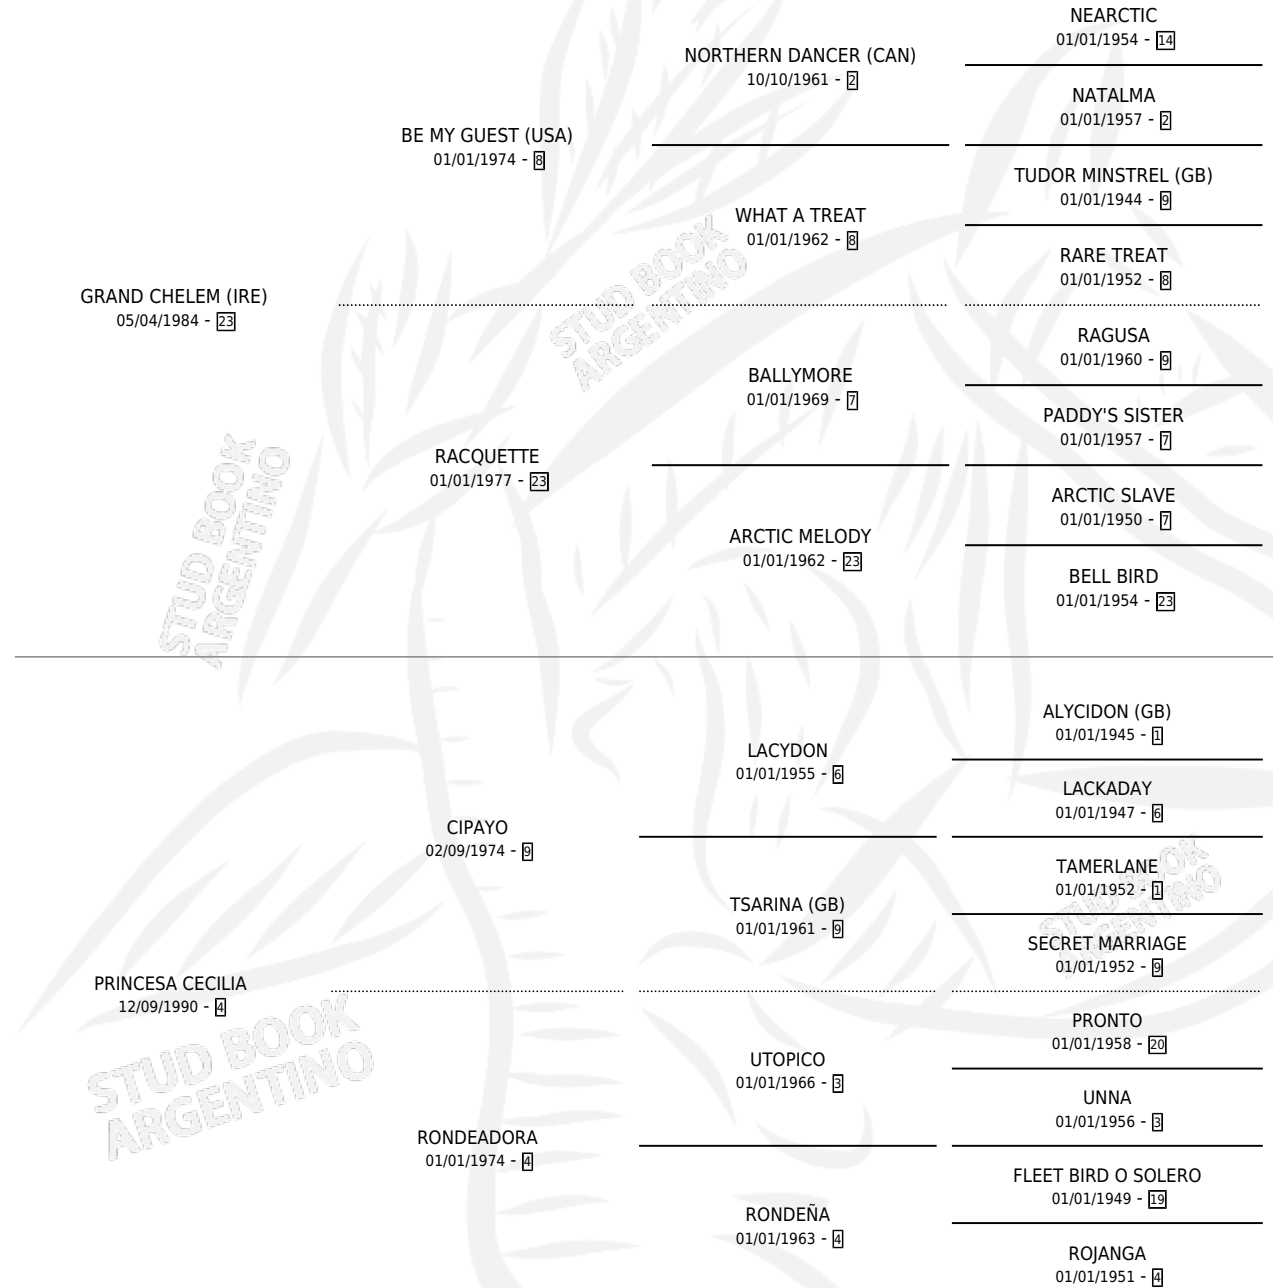 NEARCTIC
01/01/1954 - 14
NORTHERN DANCER (CAN)
10/10/1961 - 2
NATALMA
01/01/1957 - 2
BE MY GUEST (USA)
01/01/1974 - 8
TUDOR MINSTREL (GB)
01/01/1944 - 9
WHAT A TREAT
01/01/1962 - 8
RARE TREAT
01/01/1952 - 8
GRAND CHELEM (IRE)
05/04/1984 - 23
STUD BOOK
ARGENTINO
RAGUSA
01/01/1960 - 9
BALLYMORE
01/01/1969 - 7
PADDY'S SISTER
01/01/1957 - 7
RACQUETTE
01/01/1977 - 23
ARCTIC SLAVE
01/01/1950 - 7
ARCTIC MELODY
01/01/1962 - 23
BELL BIRD
01/01/1954 - 23
STUD BOOK
ARGENTINO
ALYCIDON (GB)
01/01/1945 - 1
LACYDON
01/01/1955 - 6
LACKADAY
01/01/1947 - 6
CIPAYO
02/09/1974 - 9
TAMERLANE
01/01/1952 - 1
TSARINA (GB)
01/01/1961 - 9
SECRET MARRIAGE
01/01/1952 - 9
STUD BOOK
ARGENTINO
PRINCESA CECILIA
12/09/1990 - 4
PRONTO
01/01/1958 - 20
UTOPICO
01/01/1966 - 3
UNNA
01/01/1956 - 3
STUD BOOK
ARGENTINO
RONDEADORA
01/01/1974 - 4
FLEET BIRD O SOLERO
01/01/1949 - 19
RONDEÑA
01/01/1963 - 4
ROJANGA
01/01/1951 - 4